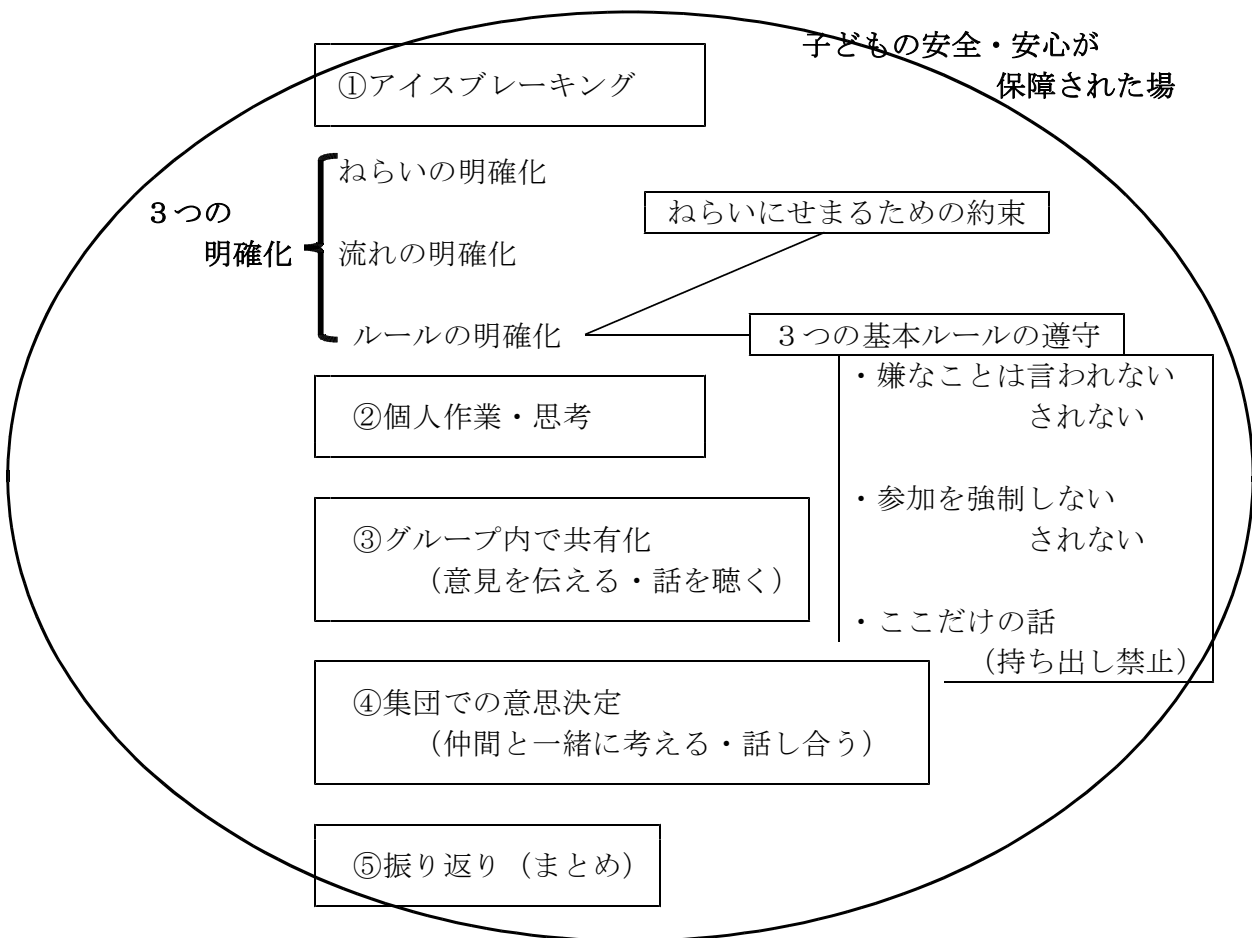 子どもの安全・安心が
保障された場
①アイスブレーキング
３つの
明確化
ねらいの明確化
流れの明確化
ルールの明確化
ねらいにせまるための約束
３つの基本ルールの遵守
・嫌なことは言われない
されない
・参加を強制しない
されない
・ここだけの話
（持ち出し禁止）
②個人作業・思考
③グループ内で共有化
（意見を伝える・話を聴く）
④集団での意思決定
（仲間と一緒に考える・話し合う）
⑤振り返り（まとめ）